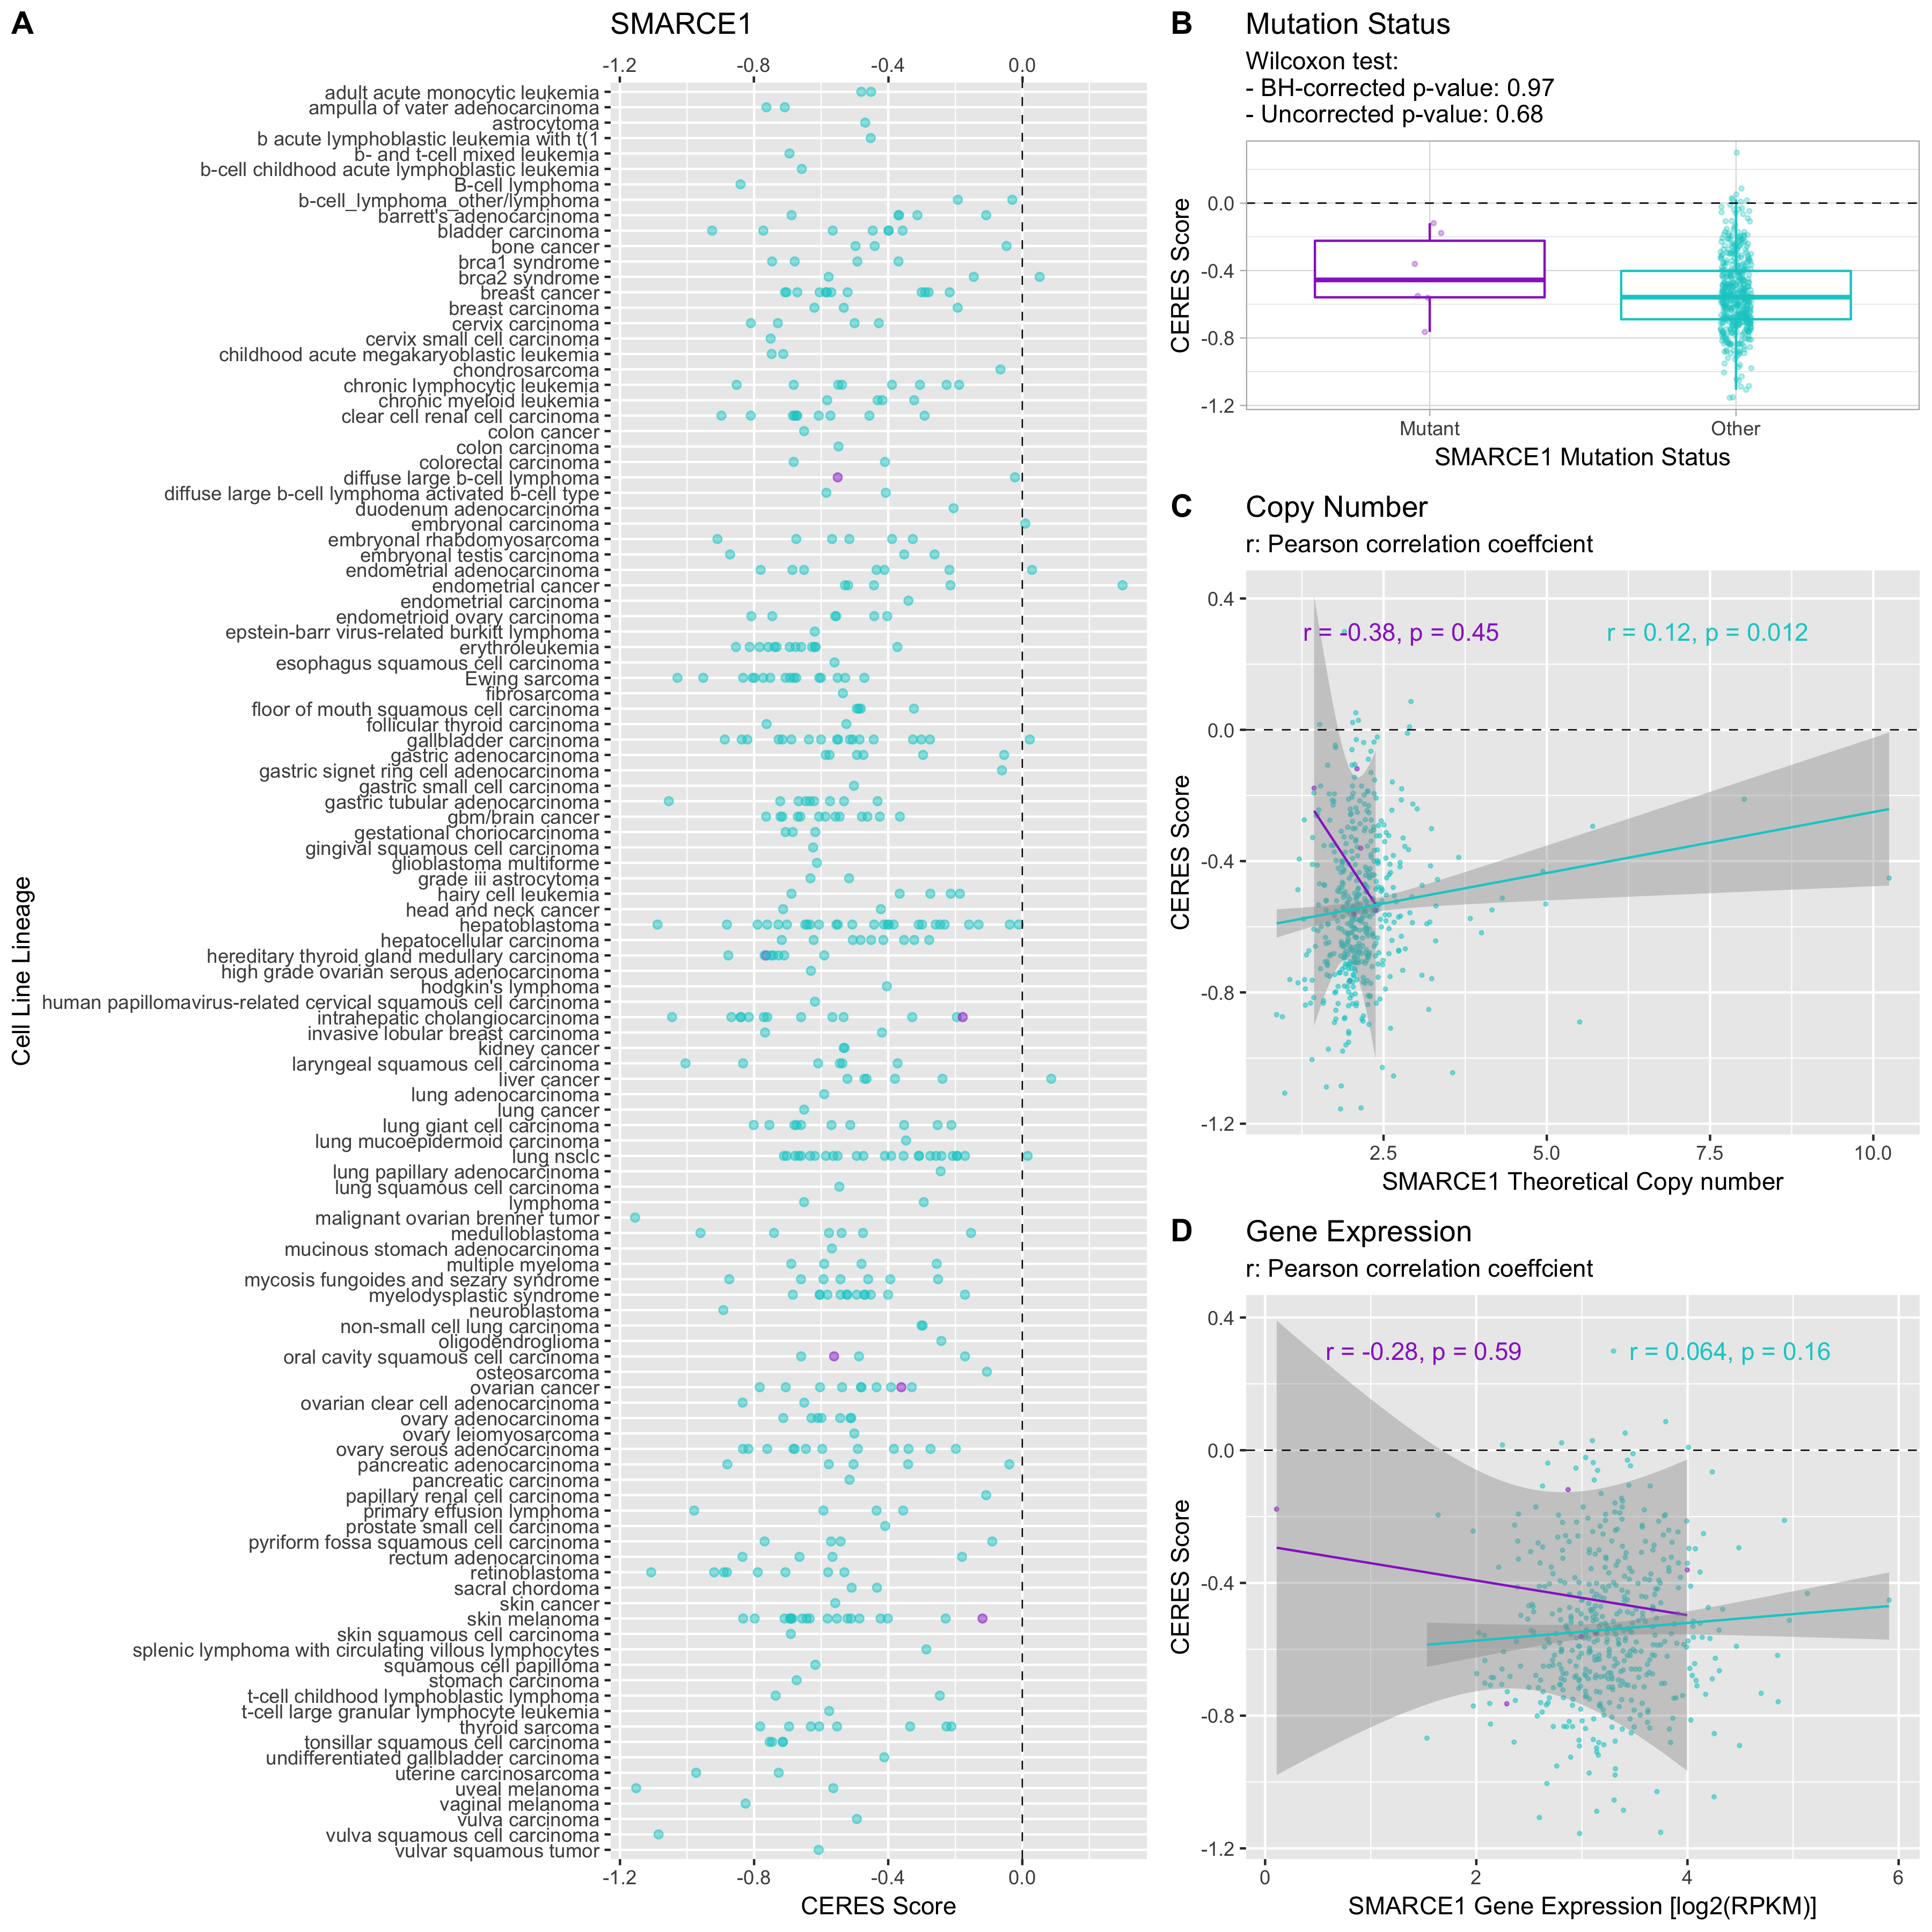 A
SMARCE1
-1.2 -0.8 -0.4 0.0
adult acute monocytic leukemia
ampulla of vater adenocarcinoma
astrocytoma
b acute lymphoblastic leukemia with t(1
b- and t-cell mixed leukemia
b-cell childhood acute lymphoblastic leukemia
B-cell lymphoma
b-cell_lymphoma_other/lymphoma
barrett's adenocarcinoma
bladder carcinoma
bone cancer
brca1 syndrome
brca2 syndrome
breast cancer
breast carcinoma
cervix carcinoma
cervix small cell carcinoma
childhood acute megakaryoblastic leukemia
chondrosarcoma
chronic lymphocytic leukemia
chronic myeloid leukemia
clear cell renal cell carcinoma
colon cancer
colon carcinoma
colorectal carcinoma
diffuse large b-cell lymphoma
diffuse large b-cell lymphoma activated b-cell type
duodenum adenocarcinoma
embryonal carcinoma
embryonal rhabdomyosarcoma
embryonal testis carcinoma
endometrial adenocarcinoma
endometrial cancer
endometrial carcinoma
endometrioid ovary carcinoma
epstein-barr virus-related burkitt lymphoma
erythroleukemia
esophagus squamous cell carcinoma
Ewing sarcoma
fibrosarcoma
floor of mouth squamous cell carcinoma
follicular thyroid carcinoma
gallbladder carcinoma
gastric adenocarcinoma
gastric signet ring cell adenocarcinoma
gastric small cell carcinoma
gastric tubular adenocarcinoma
gbm/brain cancer
gestational choriocarcinoma
gingival squamous cell carcinoma
glioblastoma multiforme
grade iii astrocytoma
hairy cell leukemia
head and neck cancer
hepatoblastoma
hepatocellular carcinoma
hereditary thyroid gland medullary carcinoma
high grade ovarian serous adenocarcinoma
hodgkin's lymphoma
human papillomavirus-related cervical squamous cell carcinoma
intrahepatic cholangiocarcinoma
invasive lobular breast carcinoma
kidney cancer
laryngeal squamous cell carcinoma
liver cancer
lung adenocarcinoma
lung cancer
lung giant cell carcinoma
lung mucoepidermoid carcinoma
lung nsclc
lung papillary adenocarcinoma
lung squamous cell carcinoma
lymphoma
malignant ovarian brenner tumor
medulloblastoma
mucinous stomach adenocarcinoma
multiple myeloma
mycosis fungoides and sezary syndrome
myelodysplastic syndrome
neuroblastoma
non-small cell lung carcinoma
oligodendroglioma
oral cavity squamous cell carcinoma
osteosarcoma
ovarian cancer
ovarian clear cell adenocarcinoma
ovary adenocarcinoma
ovary leiomyosarcoma
ovary serous adenocarcinoma
pancreatic adenocarcinoma
pancreatic carcinoma
papillary renal cell carcinoma
primary effusion lymphoma
prostate small cell carcinoma
pyriform fossa squamous cell carcinoma
rectum adenocarcinoma
retinoblastoma
sacral chordoma
skin cancer
skin melanoma
skin squamous cell carcinoma
splenic lymphoma with circulating villous lymphocytes
squamous cell papilloma
stomach carcinoma
t-cell childhood lymphoblastic lymphoma
t-cell large granular lymphocyte leukemia
thyroid sarcoma
tonsillar squamous cell carcinoma
undifferentiated gallbladder carcinoma
uterine carcinosarcoma
uveal melanoma
vaginal melanoma
vulva carcinoma
vulva squamous cell carcinoma
vulvar squamous tumor
-1.2 -0.8 -0.4 0.0
CERES Score
Cell Line Lineage
B
Mutation Status
Wilcoxon test:
- BH-corrected p-value: 0.97
- Uncorrected p-value: 0.68
0.0
-0.4
-0.8
-1.2
CERES Score
Mutant Other
SMARCE1 Mutation Status
C
Copy Number
r: Pearson correlation coeffcient
r = -0.38, p = 0.45
r = 0.12, p = 0.012
0.4
0.0
-0.4
-0.8
-1.2
CERES Score
2.5 5.0 7.5 10.0
SMARCE1 Theoretical Copy number
D
Gene Expression
r: Pearson correlation coeffcient
r = -0.28, p = 0.59
r = 0.064, p = 0.16
0.4
0.0
-0.4
-0.8
-1.2
CERES Score
0 2 4 6
SMARCE1 Gene Expression [log2(RPKM)]